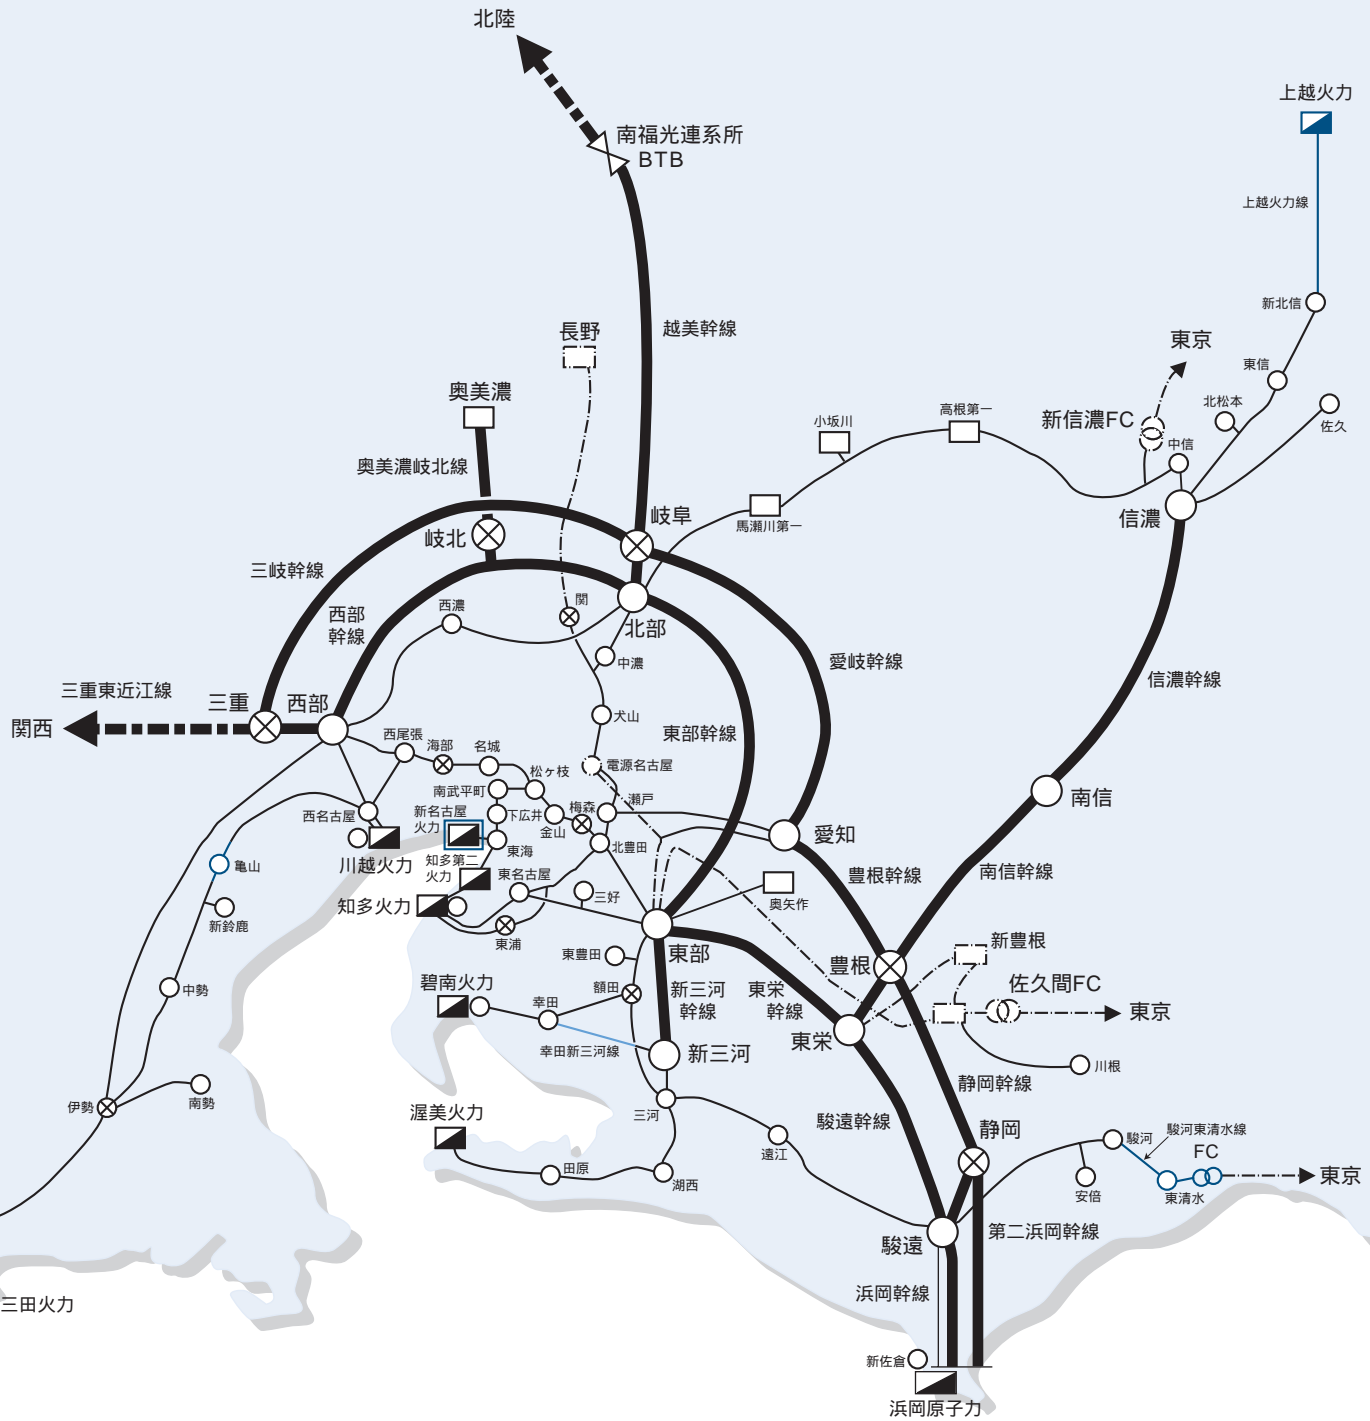 北陸
南福光連系所
BTB
上越火力
上越火力線
新北信
越美幹線
長野
東京
東信
奥美濃
北松本
佐久
小坂川
高根第一
新信濃FC
中信
奥美濃岐北線
馬瀬川第一
信濃
岐阜
岐北
三岐幹線
西濃
関
西部
幹線
北部
中濃
愛岐幹線
信濃幹線
三重東近江線
三重
西部
関西
犬山
東部幹線
西尾張
海部
名城
電源名古屋
松ヶ枝
南武平町
南信
瀬戸
梅森
新名古屋
火力
下広井
金山
西名古屋
愛知
北豊田
東海
川越火力
知多第二
火力
東名古屋
亀山
豊根幹線
南信幹線
三好
奥矢作
知多火力
新鈴鹿
東浦
新豊根
東豊田
東部
豊根
碧南火力
額田
新三河
幹線
東栄
幹線
佐久間FC
中勢
幸田
東京
東栄
幸田新三河線
新三河
川根
静岡幹線
伊勢
南勢
渥美火力
三河
駿遠幹線
静岡
駿河
駿河東清水線
FC
遠江
田原
湖西
安倍
東清水
東京
駿遠
第二浜岡幹線
浜岡幹線
三田火力
新佐倉
浜岡原子力